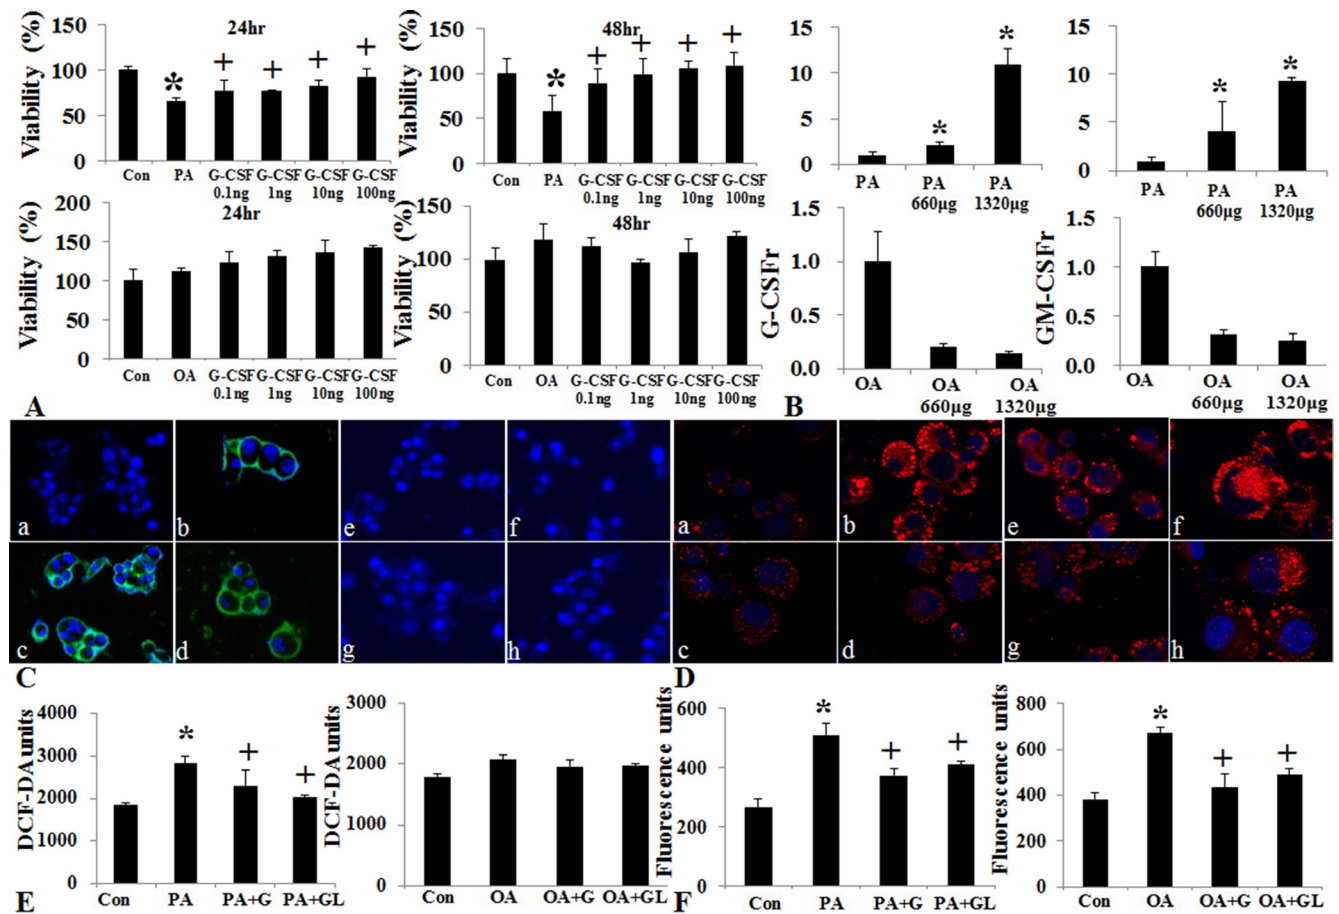 Viability (%)
150
100
50
0
24hr
*
+
+
+
+
Con PA G-CSF G-CSF G-CSF G-CSF
0.1ng 1ng 10ng 100ng
Viability (%)
150
100
50
0
48hr
*
+
+
+
+
Con PA G-CSF G-CSF G-CSF G-CSF
0.1ng 1ng 10ng 100ng
15
10
5
0
*
*
PA PA PA
660µg 1320µg
15
10
5
0
*
*
PA PA PA
660µg 1320µg
Viability (%)
200
150
100
50
0
24hr
Con OA G-CSF G-CSF G-CSF G-CSF
0.1ng 1ng 10ng 100ng
Viability (%)
150
100
50
0
48hr
Con OA G-CSF G-CSF G-CSF G-CSF
0.1ng 1ng 10ng 100ng
G-CSFr
1.5
1.0
0.5
0.0
OA OA OA
660µg 1320µg
GM-CSFr
1.5
1.0
0.5
0.0
OA OA OA
660µg 1320µg
A
B
a b e f a b e f
c d g h c d g h
C
D
DCF-DA units
4000
3000
2000
1000
0
*
+
+
Con PA PA+G PA+GL
DCF-DA units
3000
2000
1000
0
Con OA OA+G OA+GL
Fluorescence units
600
400
200
0
*
+
+
Con PA PA+G PA+GL
Fluorescence units
800
600
400
200
0
*
+
+
Con OA OA+G OA+GL
E
F